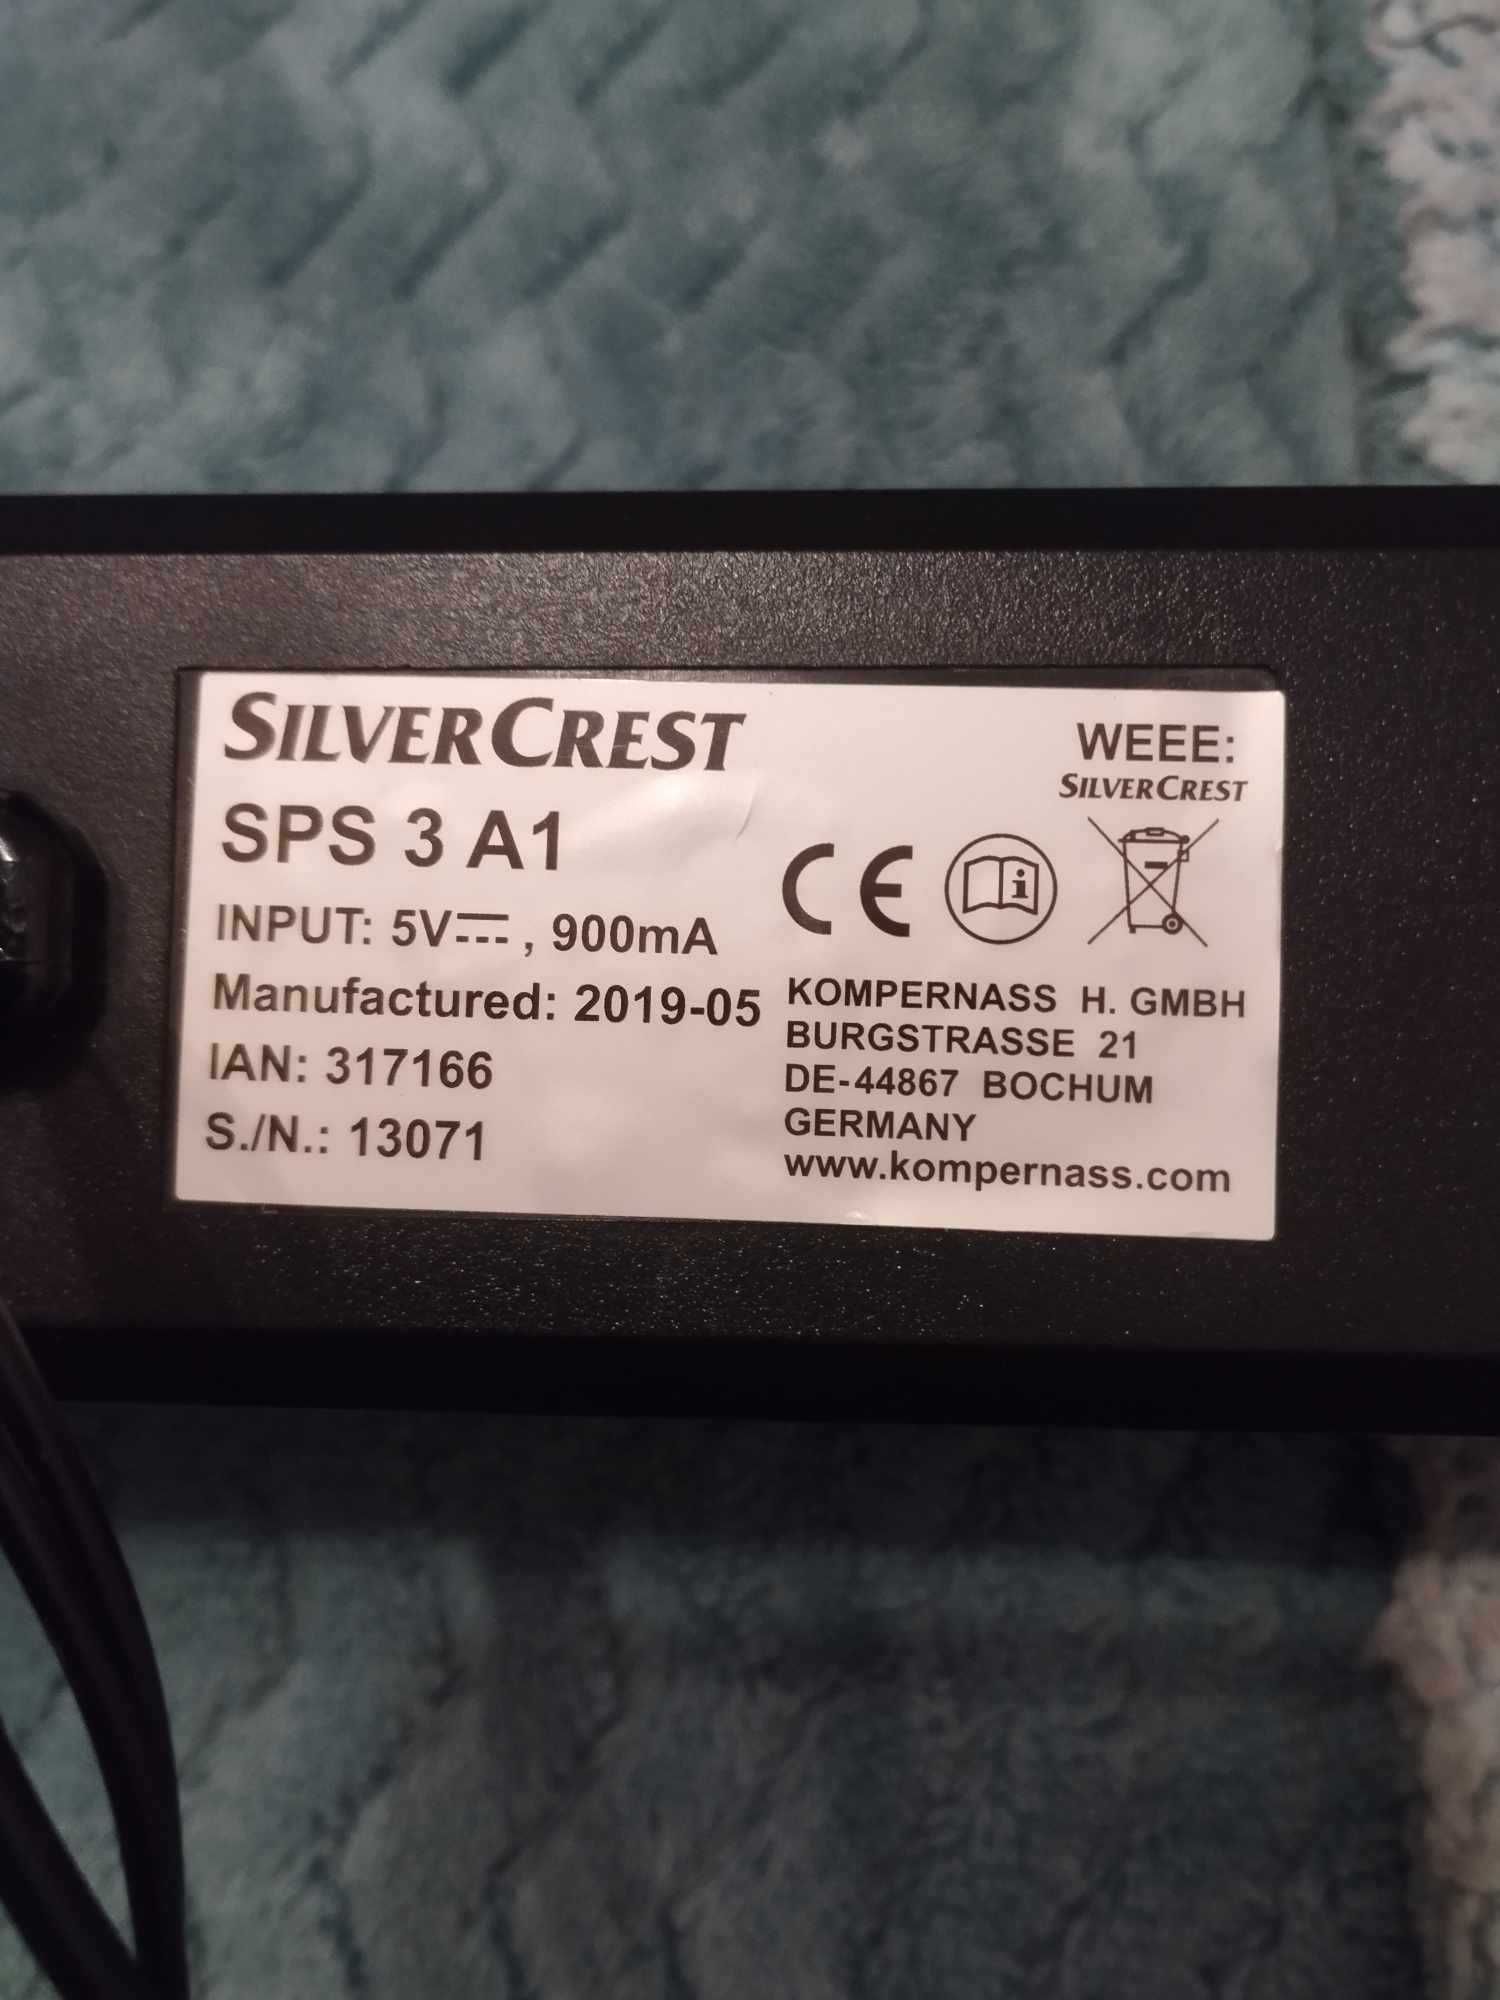 SILVERCREST
SPS 3 A1
INPUT: 5V⎓, 900mA
Manufactured: 2019-05
IAN: 317166
S./N.: 13071
WEEE:
SILVERCREST
CE
i
KOMPERNASS H. GMBH
BURGSTRASSE 21
DE-44867 BOCHUM
GERMANY
www.kompernass.com